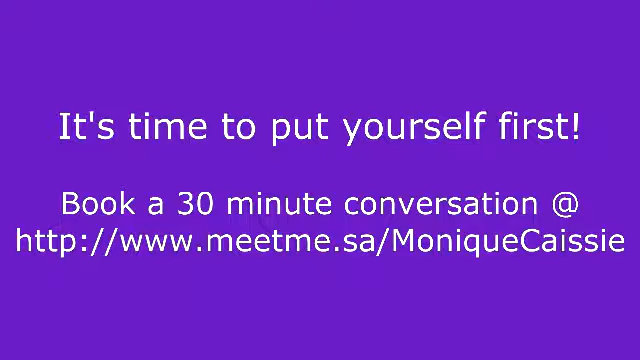 It's time to put yourself first!
Book a 30 minute conversation @
http://www.meetme.sa/MoniqueCaissie